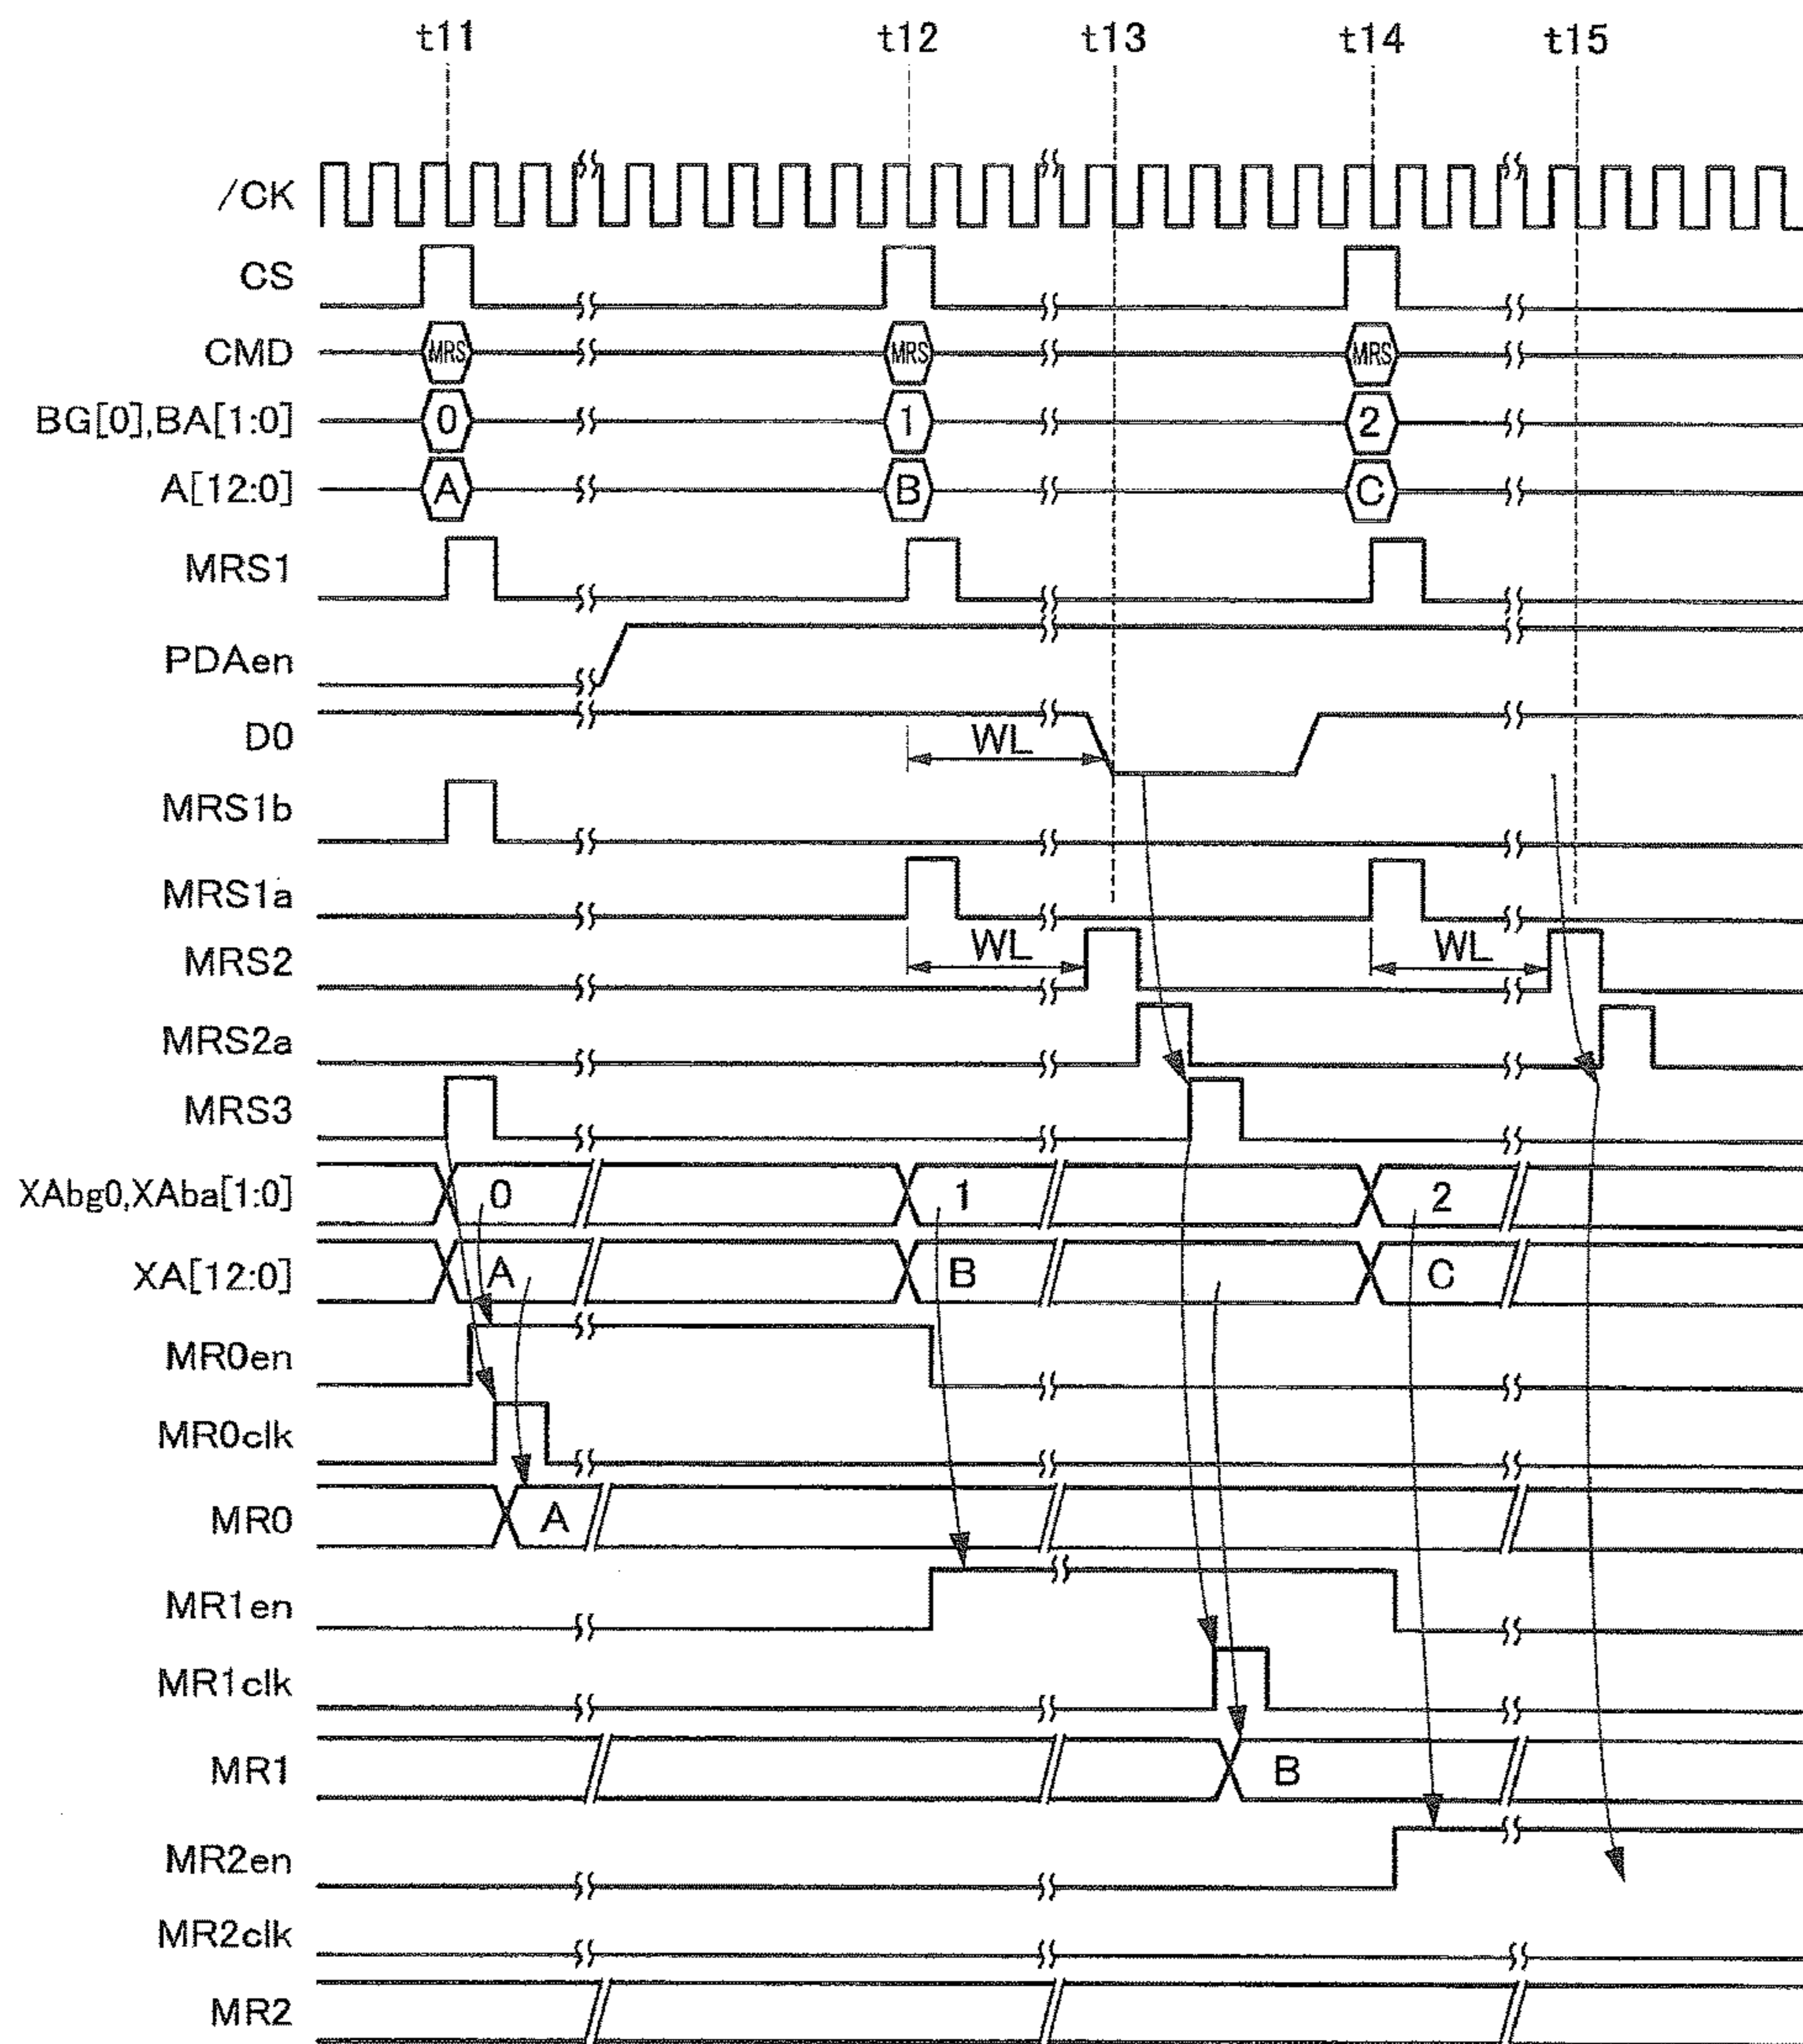 t11 t12 t13 t14 t15
/CK
CS
CMD MRS MRS MRS
BG[0],BA[1:0] 0 1 2
A[12:0] A B C
MRS1
PDAen
D0 WL
MRS1b
MRS1a
MRS2 WL WL
MRS2a
MRS3
XAbg0,XAba[1:0] 0 1 2
XA[12:0] A B C
MR0en
MR0clk
MR0 A
MR1en
MR1clk
MR1 B
MR2en
MR2clk
MR2